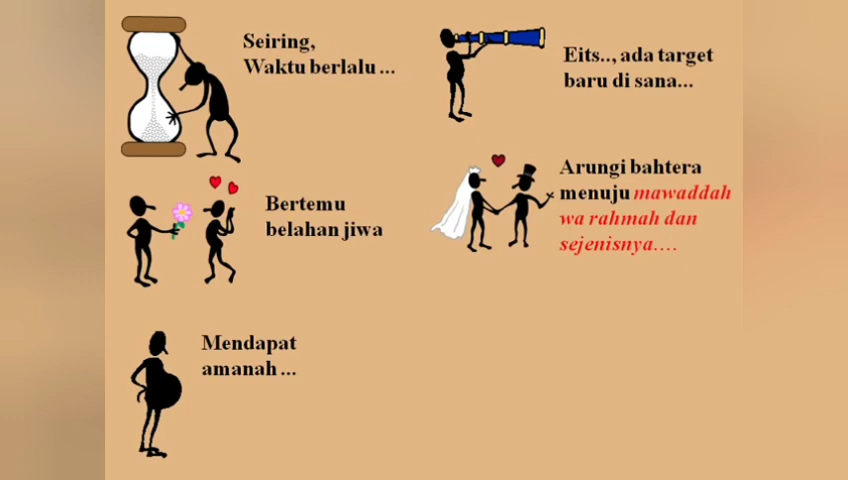 Seiring,
Waktu berlalu ...
Eits.., ada target
baru di sana...
Bertemu
belahan jiwa
Arungi bahtera
menuju mawaddah
wa rahmah dan
sejenisnya....
Mendapat
amanah ...